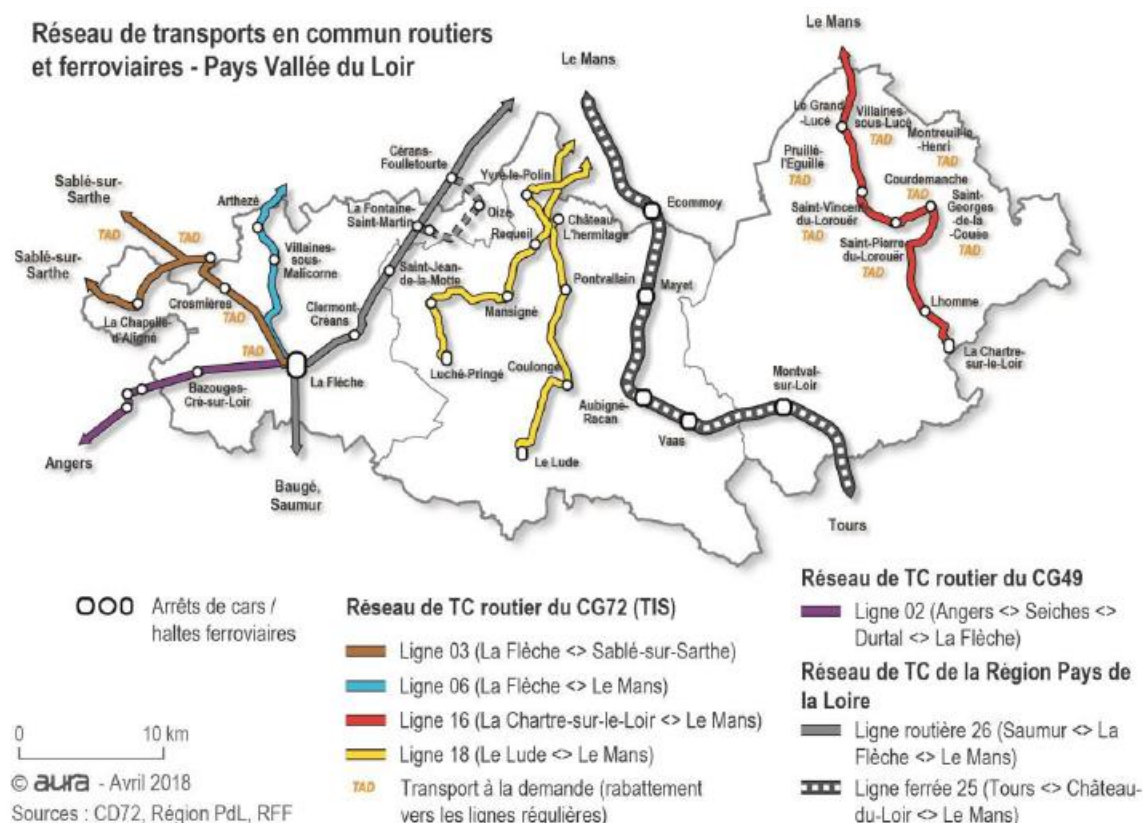 Réseau de transports en commun routiers
et ferroviaires - Pays Vallée du Loir
Le Mans
Le Mans
Le Grand
-Lucé
Villaines-
sous-Lucé
TAD
Montreuil-le
-Henri
TAD
Pruillé-
l'Eguillé
TAD
Courdemanche
TAD
Saint-
Georges-
de-la
-Couée
TAD
Saint-Vincent
du-Lorouër
TAD
Saint-Pierre
du-Lorouër
TAD
Lhomme
La Chartre
-sur-le-Loir
Cérans-
Foulletourte
Yvré-le-Polin
Oizé
Château-
L'hermitage
Requeil
Ecommoy
La Fontaine-
Saint-Martin
Saint-Jean-
de-la-Motte
Mansigné
Pontvallain
Mayet
Sablé-sur-
Sarthe
TAD
TAD
Arthezé
Villaines-
sous-
Malicorne
Sablé-sur-
Sarthe
Crosmières
TAD
La Chapelle-
d'Aligné
TAD
Clermont-
Créans
Luché-Pringé
Coulongé
La Flèche
Bazouges-
Cré-sur-Loir
Aubigné-
Racan
Vaas
Montval-
sur-Loir
Le Lude
Angers
Baugé,
Saumur
Tours
Arrêts de cars /
haltes ferroviaires
Réseau de TC routier du CG72 (TIS)
Ligne 03 (La Flèche <> Sablé-sur-Sarthe)
Ligne 06 (La Flèche <> Le Mans)
Ligne 16 (La Chartre-sur-le-Loir <> Le Mans)
Ligne 18 (Le Lude <> Le Mans)
TAD Transport à la demande (rabattement
vers les lignes régulières)
Réseau de TC routier du CG49
Ligne 02 (Angers <> Seiches <>
Durtal <> La Flèche)
Réseau de TC de la Région Pays de
la Loire
Ligne routière 26 (Saumur <> La
Flèche <> Le Mans)
Ligne ferrée 25 (Tours <> Château-
du-Loir <> Le Mans)
0 10 km
© aura - Avril 2018
Sources : CD72, Région PdL, RFF